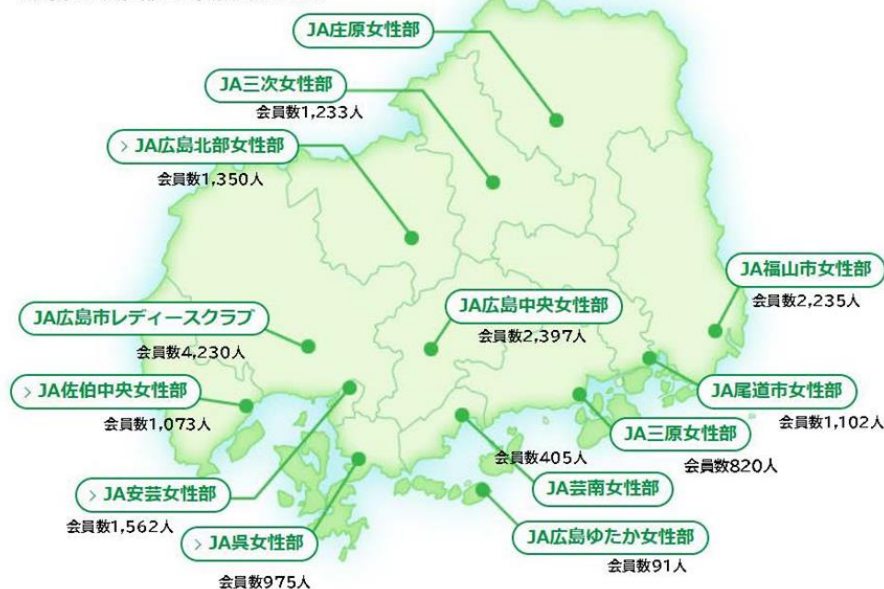 JA庄原女性部
JA三次女性部
会員数1,233人
> JA広島北部女性部
会員数1,350人
JA福山市女性部
会員数2,235人
JA広島中央女性部
会員数2,397人
JA広島市レディースクラブ
会員数4,230人
> JA佐伯中央女性部
会員数1,073人
JA尾道市女性部
会員数1,102人
JA三原女性部
会員数820人
会員数405人
JA芸南女性部
> JA安芸女性部
会員数1,562人
> JA呉女性部
会員数975人
JA広島ゆたか女性部
会員数91人